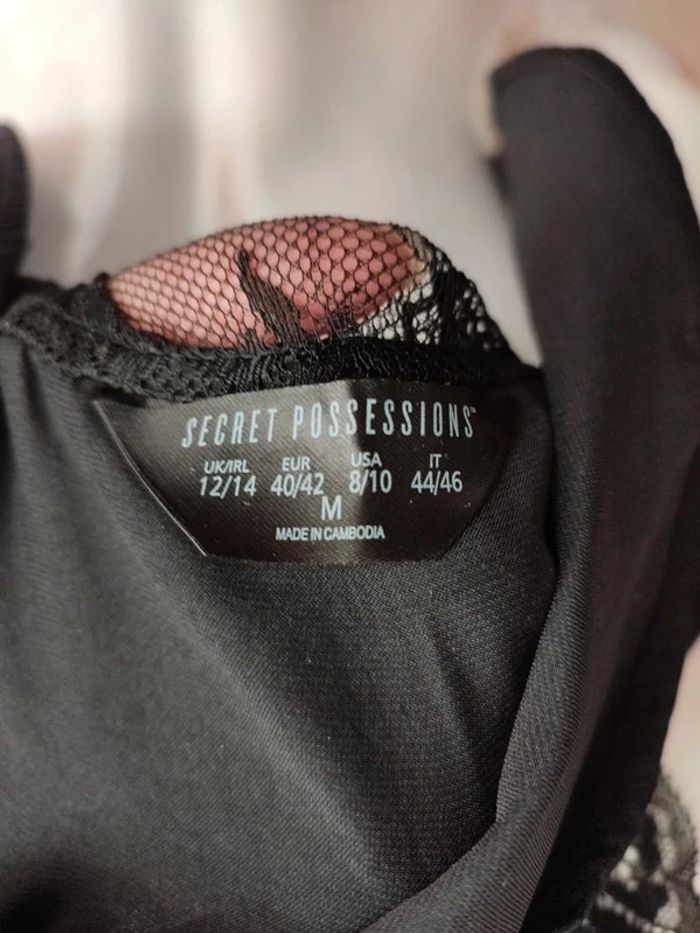 SECRET POSSESSIONS™
UK/IRL EUR USA IT
12/14 40/42 8/10 44/46
M
MADE IN CAMBODIA